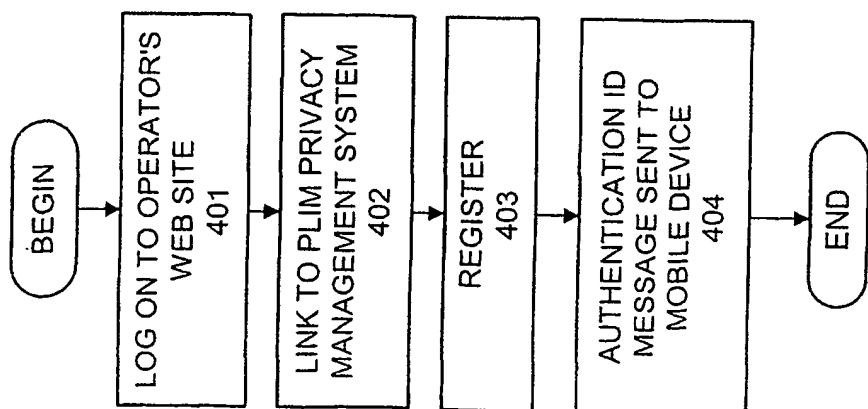 BEGIN
LOG ON TO OPERATOR'S
WEB SITE
401
LINK TO PLIM PRIVACY
MANAGEMENT SYSTEM
402
REGISTER
403
AUTHENTICATION ID
MESSAGE SENT TO
MOBILE DEVICE
404
END